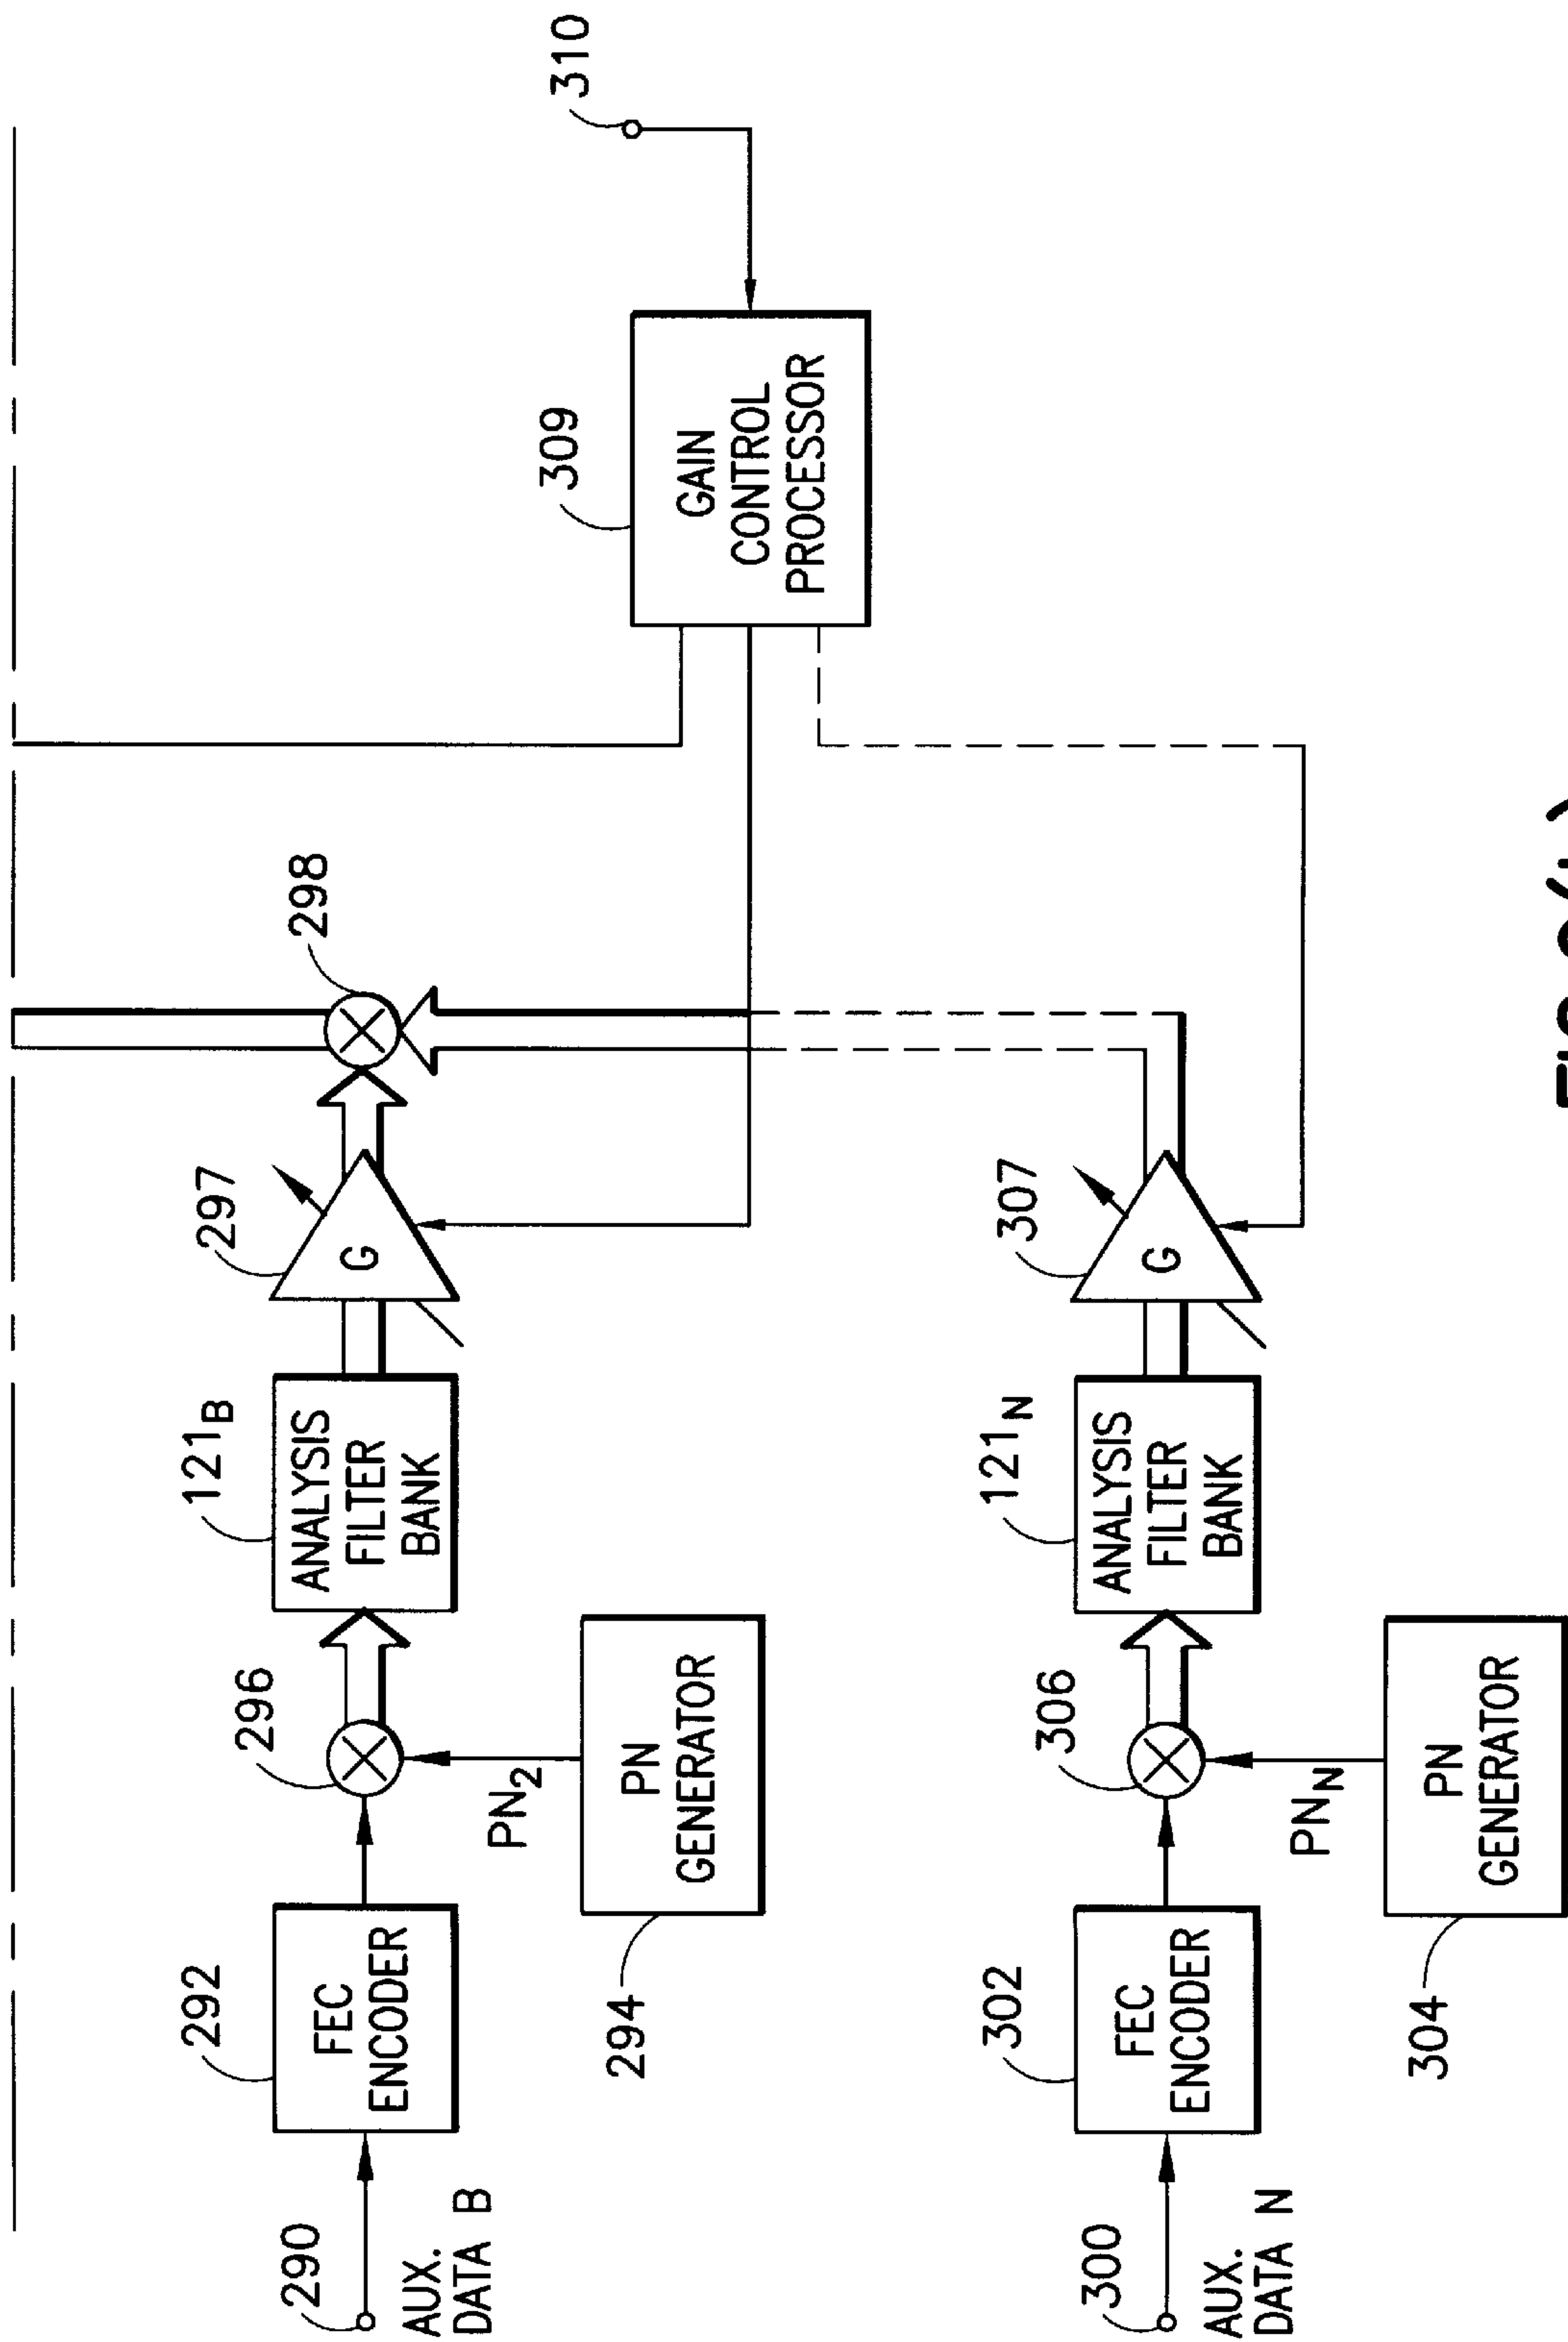 290
AUX.
DATA B
292
FEC
ENCODER
296
PN₂
294
PN
GENERATOR
121B
ANALYSIS
FILTER
BANK
297
G
298
309
GAIN
CONTROL
PROCESSOR
310
300
AUX.
DATA N
302
FEC
ENCODER
306
PNN
304
PN
GENERATOR
121N
ANALYSIS
FILTER
BANK
307
G